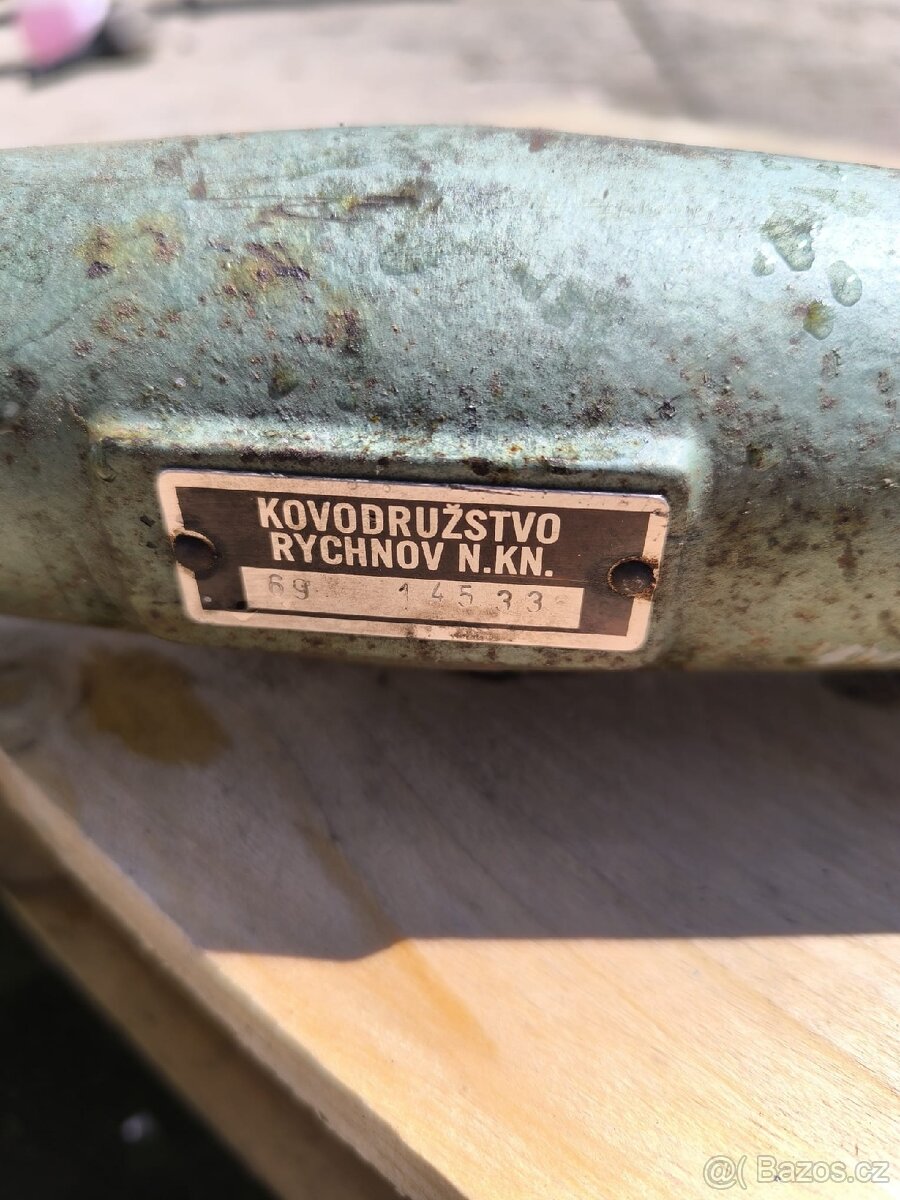 KOVODRUŽSTVO
RYCHNOV N.KN.
69 14533
@( Bazos.cz